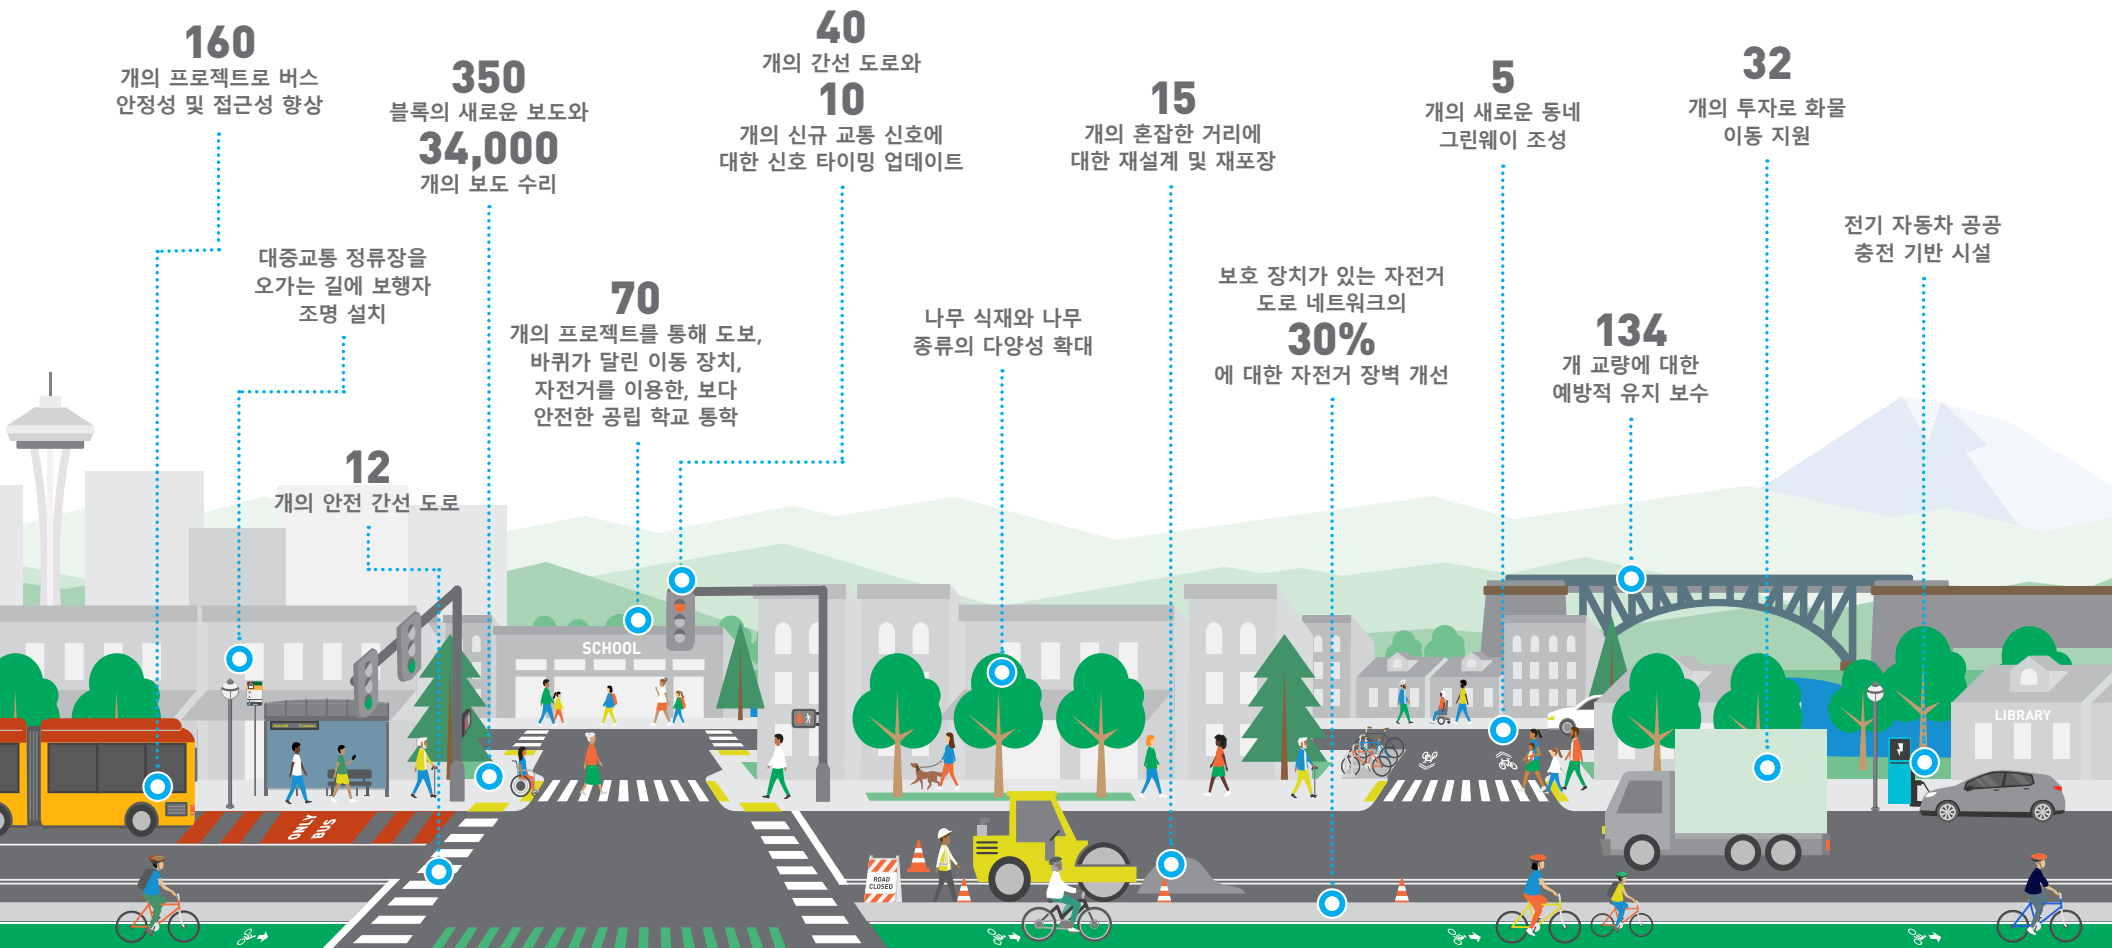 160
개의 프로젝트로 버스
안정성 및 접근성 향상
350
블록의 새로운 보도와
34,000
개의 보도 수리
40
개의 간선 도로와
10
개의 신규 교통 신호에
대한 신호 타이밍 업데이트
15
개의 혼잡한 거리에
대한 재설계 및 재포장
5
개의 새로운 동네
그린웨이 조성
32
개의 투자로 화물
이동 지원
대중교통 정류장을
오가는 길에 보행자
조명 설치
70
개의 프로젝트를 통해 도보,
바퀴가 달린 이동 장치,
자전거를 이용한, 보다
안전한 공립 학교 통학
나무 식재와 나무
종류의 다양성 확대
보호 장치가 있는 자전거
도로 네트워크의
30%
에 대한 자전거 장벽 개선
134
개 교량에 대한
예방적 유지 보수
전기 자동차 공공
충전 기반 시설
12
개의 안전 간선 도로
SCHOOL
LIBRARY
ONLY
BUS
ROAD
CLOSED